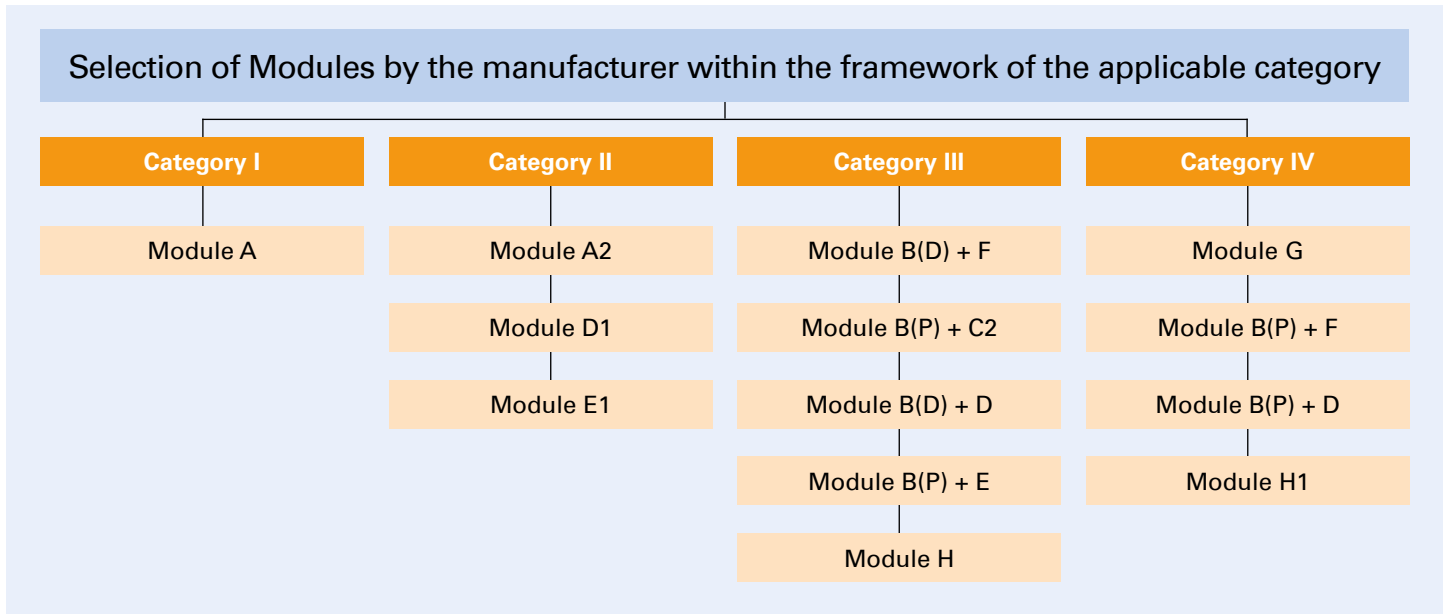 Selection of Modules by the manufacturer within the framework of the applicable category
Category I
Module A
Category II
Module A2
Module D1
Module E1
Category III
Module B(D) + F
Module B(P) + C2
Module B(D) + D
Module B(P) + E
Module H
Category IV
Module G
Module B(P) + F
Module B(P) + D
Module H1